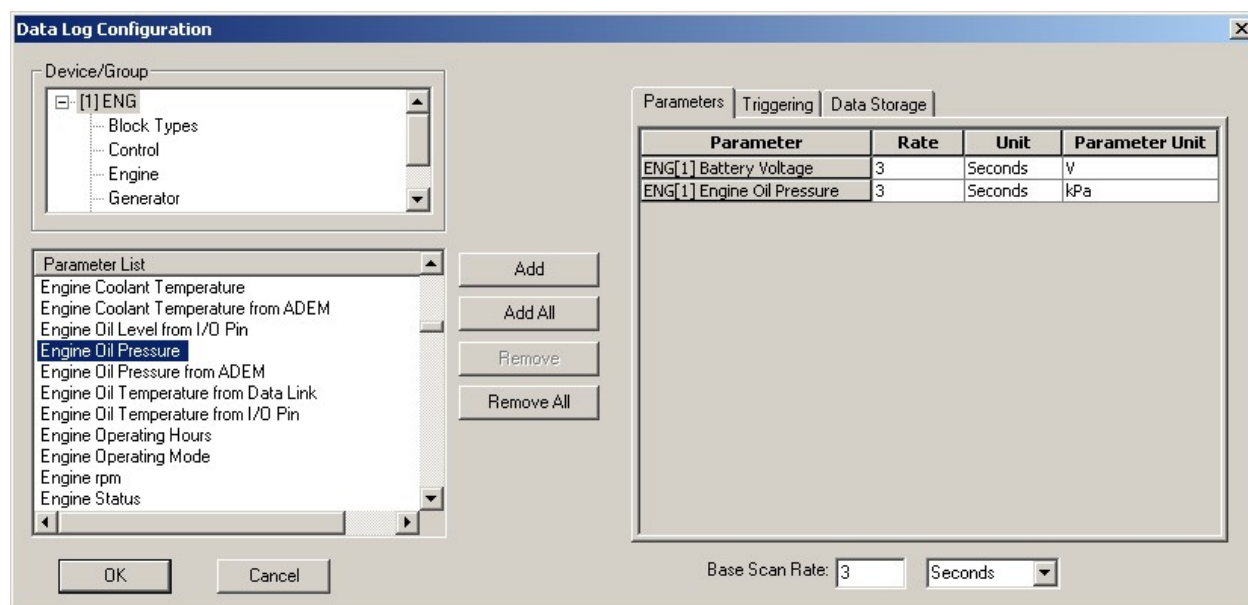 Data Log Configuration
Device/Group
[1] ENG
Block Types
Control
Engine
Generator
Parameter List
Engine Coolant Temperature
Engine Coolant Temperature from ADEM
Engine Oil Level from I/O Pin
Engine Oil Pressure
Engine Oil Pressure from ADEM
Engine Oil Temperature from Data Link
Engine Oil Temperature from I/O Pin
Engine Operating Hours
Engine Operating Mode
Engine rpm
Engine Status
Add
Add All
Remove
Remove All
OK
Cancel
Parameters Triggering Data Storage
Parameter Rate Unit Parameter Unit
ENG[1] Battery Voltage 3 Seconds V
ENG[1] Engine Oil Pressure 3 Seconds kPa
Base Scan Rate: 3 Seconds